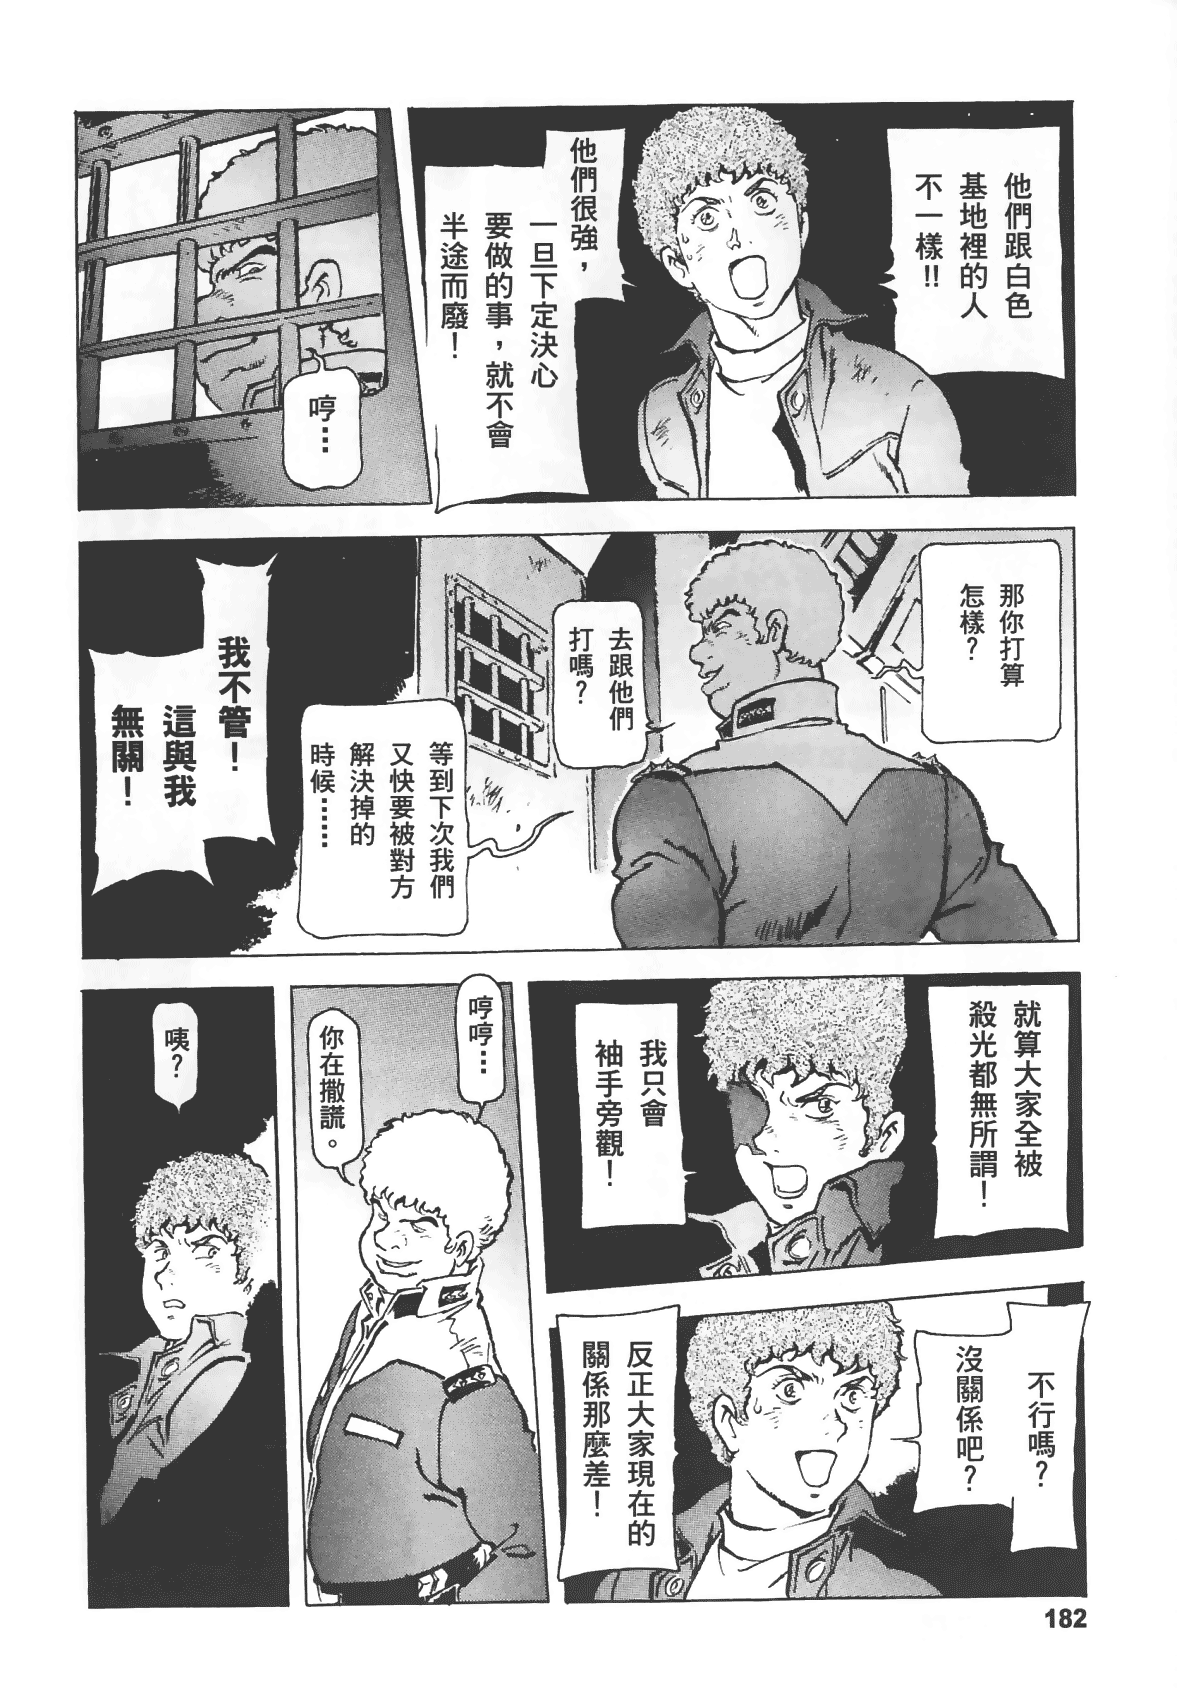 他們跟白色
基地裡的人
不一樣!!
他們很強，
一旦下定決心
要做的事，就不會
半途而廢！
哼…
那你打算
怎樣？
去跟他們
打嗎？
等到下次我們
又快要被對方
解決掉的
時候……
我不管！
這與我
無關！
就算大家全被
殺光都無所謂！
我只會
袖手旁觀！
不行嗎？
沒關係吧？
反正大家現在的
關係那麼差！
哼哼…
你在撒謊。
咦？
182